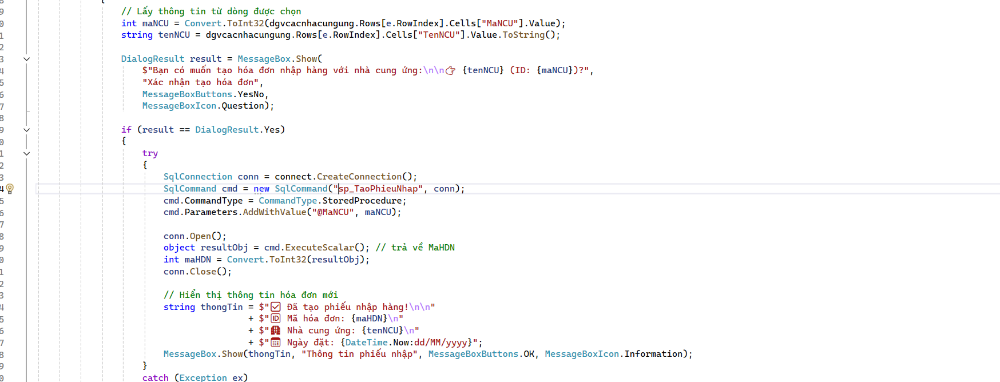 // Lấy thông tin từ dòng được chọn
int maNCU = Convert.ToInt32(dgvcacnhacungung.Rows[e.RowIndex].Cells["MaNCU"].Value);
string tenNCU = dgvcacnhacungung.Rows[e.RowIndex].Cells["TenNCU"].Value.ToString();
DialogResult result = MessageBox.Show(
$"Bạn có muốn tạo hóa đơn nhập hàng với nhà cung ứng:\n\n👉 {tenNCU} (ID: {maNCU})?",
"Xác nhận tạo hóa đơn",
MessageBoxButtons.YesNo,
MessageBoxIcon.Question);
if (result == DialogResult.Yes)
{
try
{
SqlConnection conn = connect.CreateConnection();
SqlCommand cmd = new SqlCommand("sp_TaoPhieuNhap", conn);
cmd.CommandType = CommandType.StoredProcedure;
cmd.Parameters.AddWithValue("@MaNCU", maNCU);
conn.Open();
object resultObj = cmd.ExecuteScalar(); // trả về MaHDN
int maHDN = Convert.ToInt32(resultObj);
conn.Close();
// Hiển thị thông tin hóa đơn mới
string thongTin = $"✅ Đã tạo phiếu nhập hàng!\n\n"
+ $"🆔 Mã hóa đơn: {maHDN}\n"
+ $"🏢 Nhà cung ứng: {tenNCU}\n"
+ $"📅 Ngày đặt: {DateTime.Now:dd/MM/yyyy}";
MessageBox.Show(thongTin, "Thông tin phiếu nhập", MessageBoxButtons.OK, MessageBoxIcon.Information);
}
catch (Exception ex)